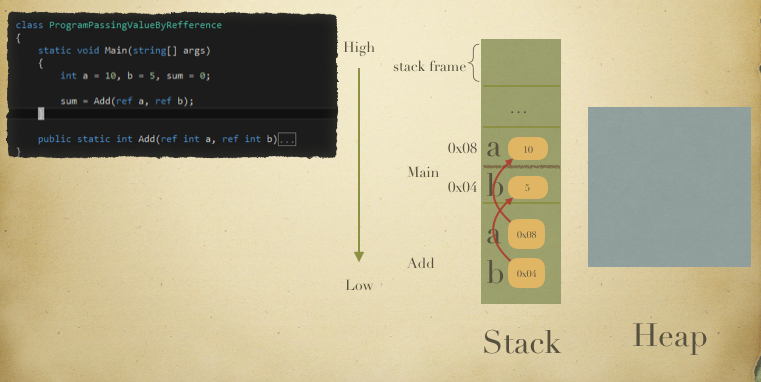 class ProgramPassingValueByRefference
{
static void Main(string[] args)
{
int a = 10, b = 5, sum = 0;
sum = Add(ref a, ref b);
public static int Add(ref int a, ref int b)...
}
High
stack frame
...
0x08 a 10
Main
0x04 b 5
a 0x08
Add
b 0x04
Low
Stack
Heap